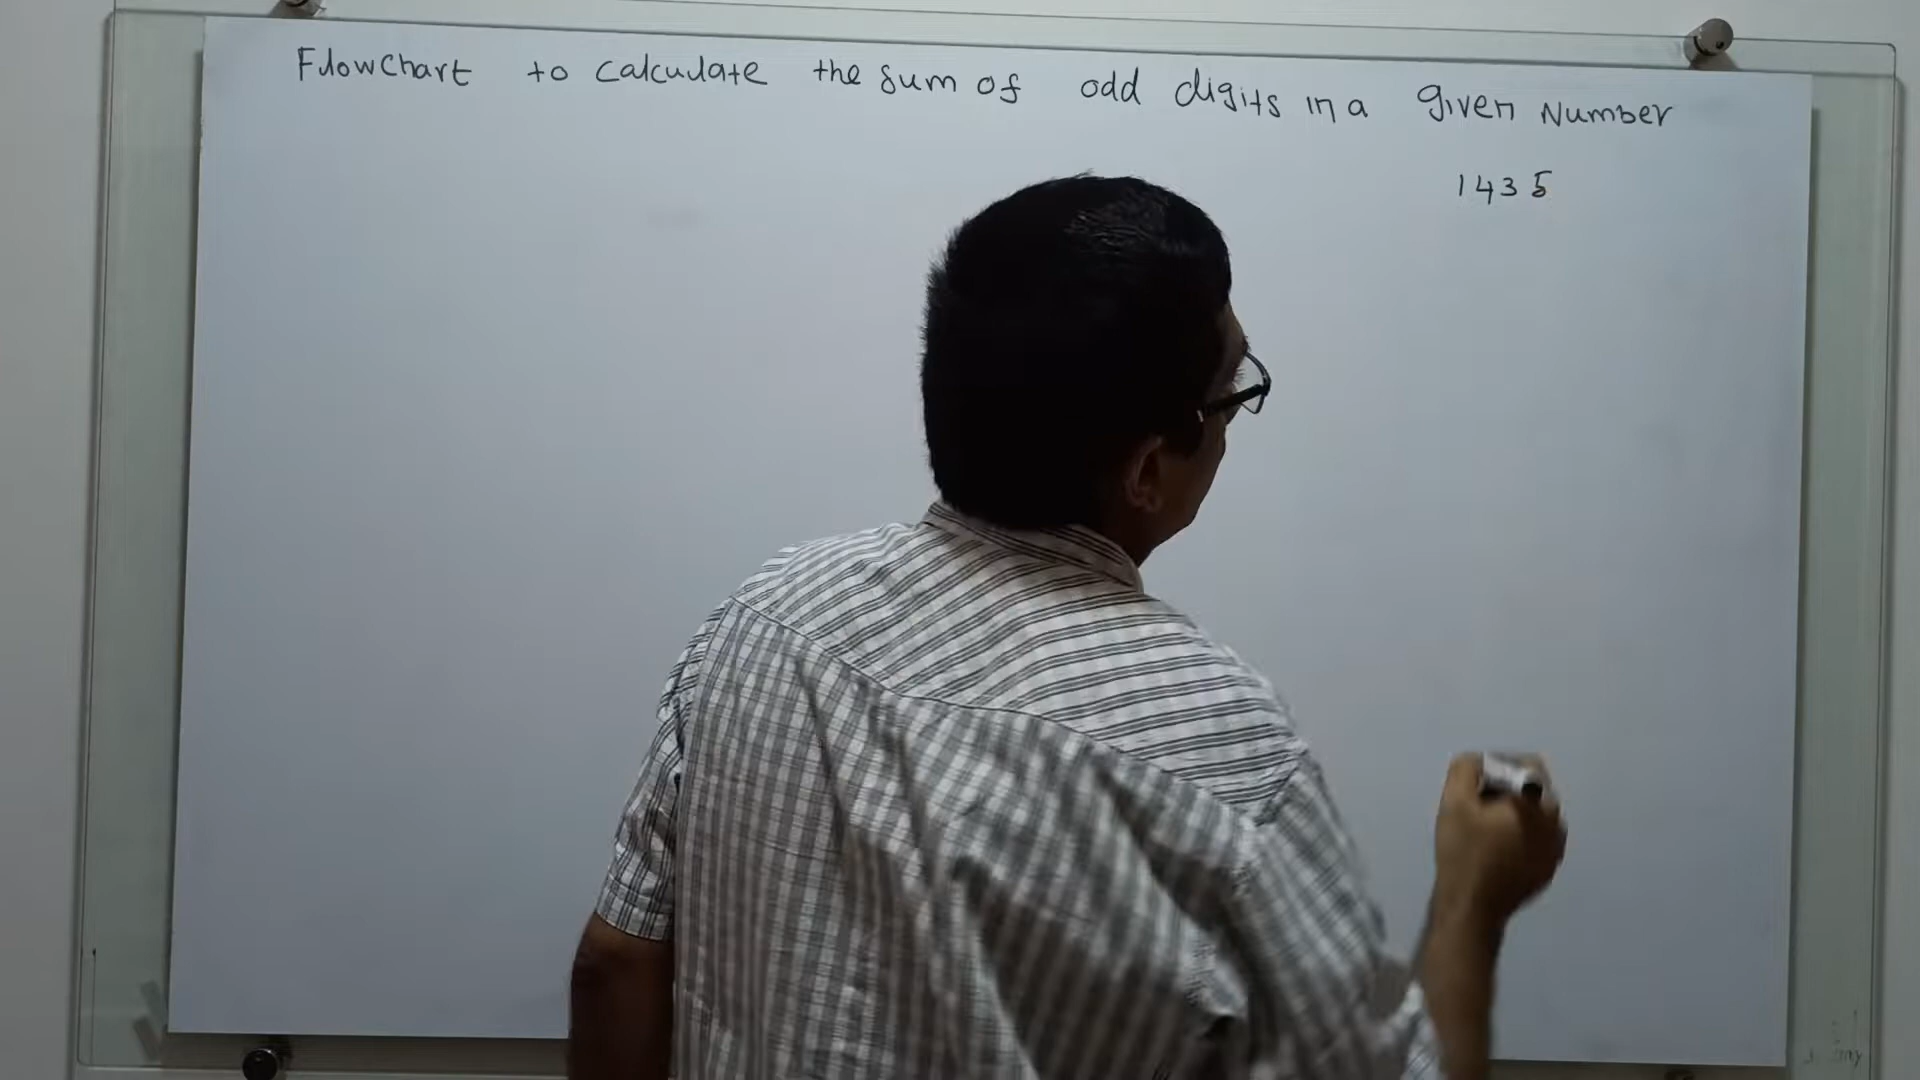 Flowchart to calculate the sum of odd digits in a given Number
1435